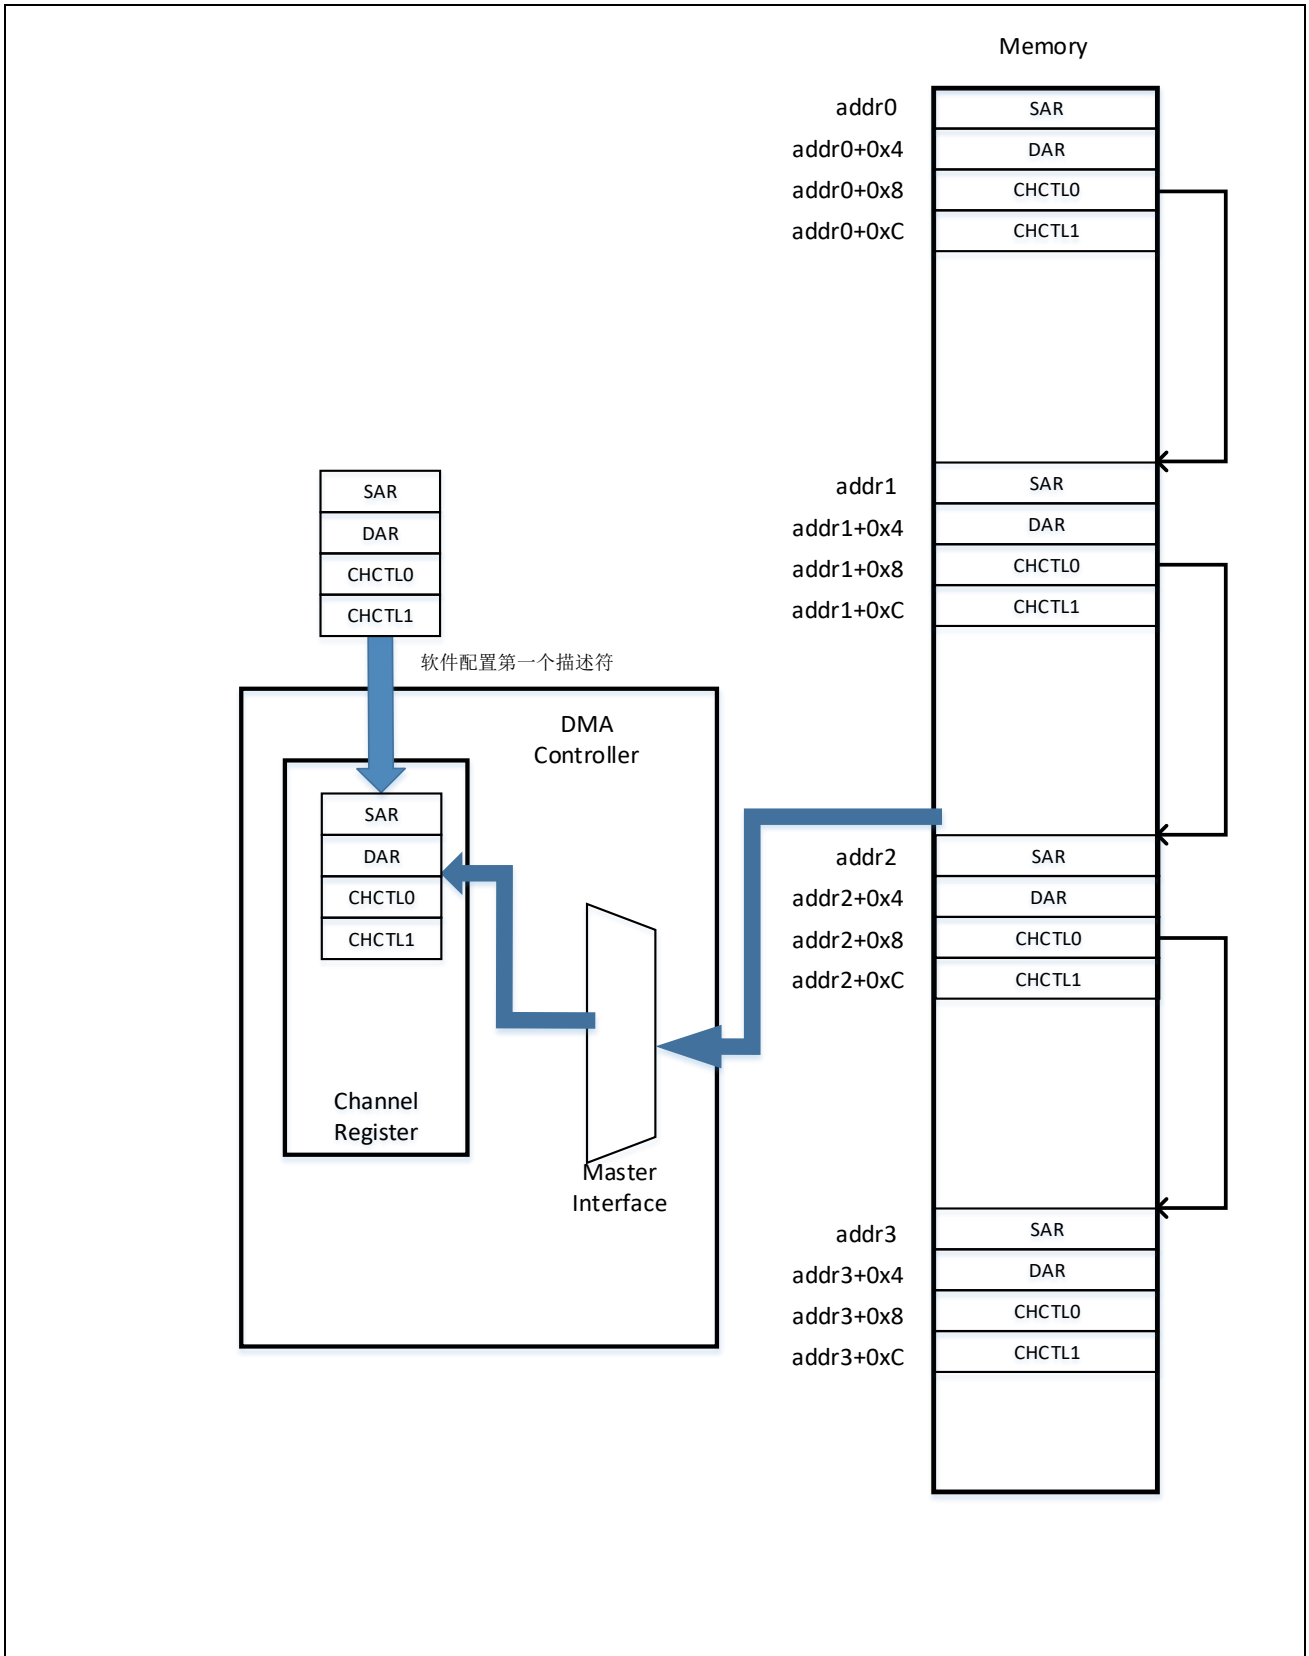 Memory
addr0 SAR
addr0+0x4 DAR
addr0+0x8 CHCTL0
addr0+0xC CHCTL1
addr1 SAR
addr1+0x4 DAR
addr1+0x8 CHCTL0
addr1+0xC CHCTL1
SAR
DAR
CHCTL0
CHCTL1
软件配置第一个描述符
DMA
Controller
SAR
DAR
CHCTL0
CHCTL1
Channel
Register
Master
Interface
addr2 SAR
addr2+0x4 DAR
addr2+0x8 CHCTL0
addr2+0xC CHCTL1
addr3 SAR
addr3+0x4 DAR
addr3+0x8 CHCTL0
addr3+0xC CHCTL1